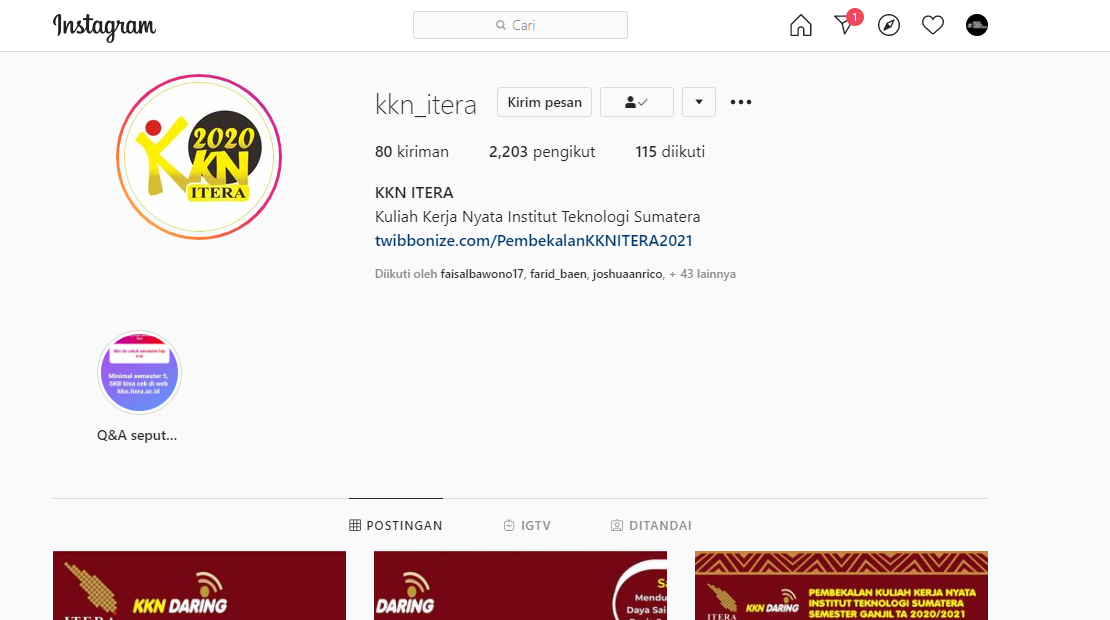 Instagram
Cari
1
2020
KKN
ITERA
kkn_itera
Kirim pesan
80 kiriman 2,203 pengikut 115 diikuti
KKN ITERA
Kuliah Kerja Nyata Institut Teknologi Sumatera
twibbonize.com/PembekalanKKNITERA2021
Diikuti oleh faisalbawono17, farid_baen, joshuaanrico, + 43 lainnya
Minimal semester 5,
SKB bisa cek di web
kkn.itera.ac.id
Q&A seput...
POSTINGAN IGTV DITANDAI
KKN DARING
ITERA
DARING
Sa
Mendu
Daya Sai
ITERA
KKN DARING
PEMBEKALAN KULIAH KERJA NYATA
INSTITUT TEKNOLOGI SUMATERA
SEMESTER GANJIL TA 2020/2021